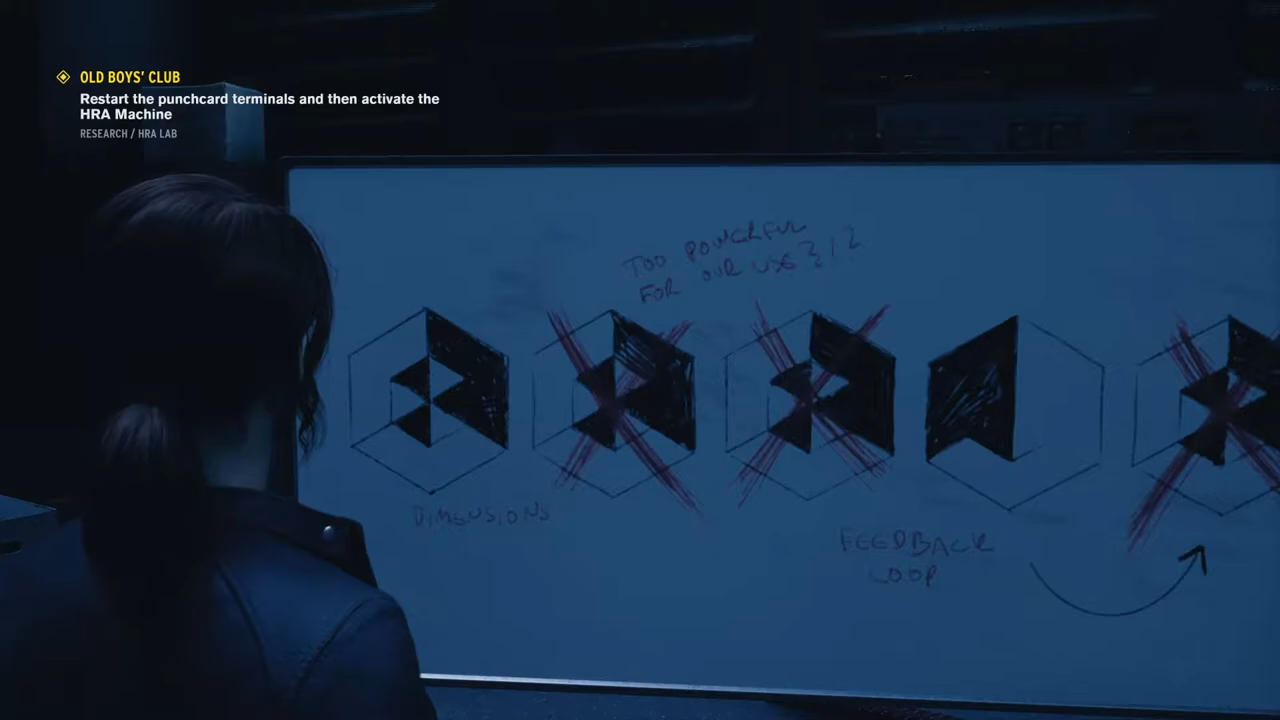 OLD BOYS' CLUB
Restart the punchcard terminals and then activate the
HRA Machine
RESEARCH / HRA LAB
TOO POWERFUL
FOR OUR USE ?!?
DIMENSIONS
FEEDBACK
LOOP